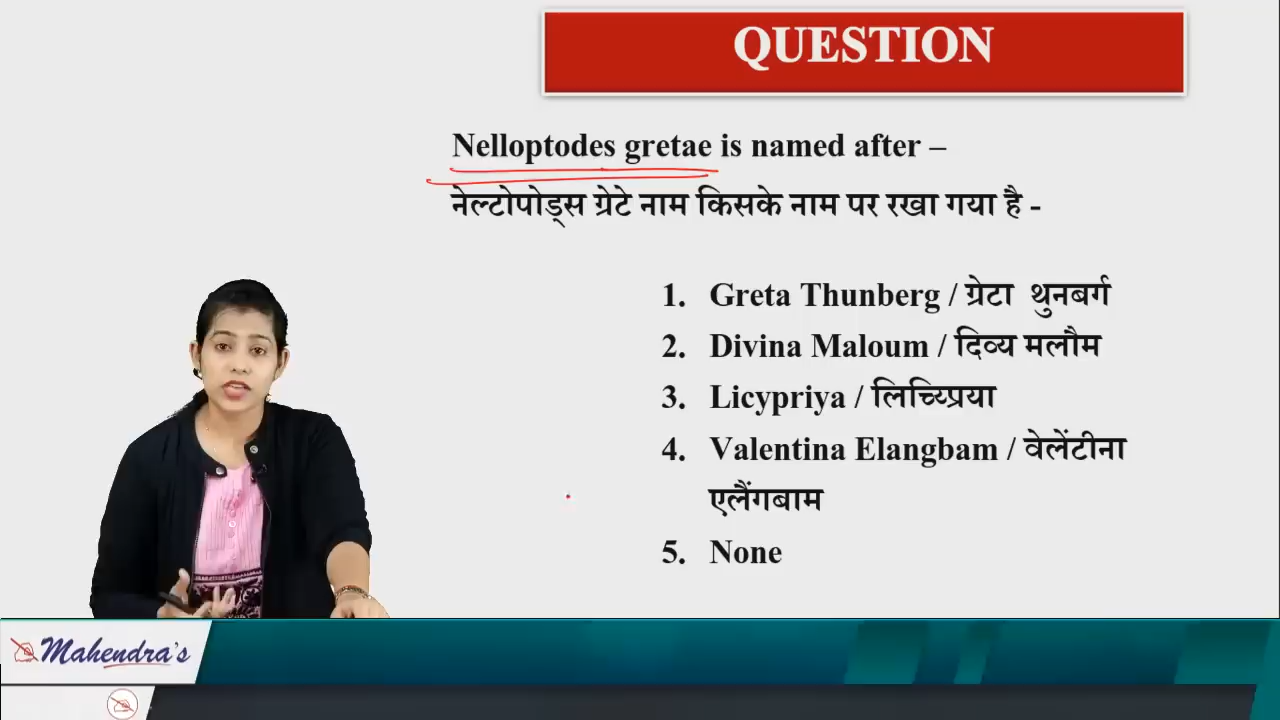 QUESTION
Nelloptodes gretae is named after –
नेल्टोपोड्स ग्रेटे नाम किसके नाम पर रखा गया है -
1. Greta Thunberg / ग्रेटा थुनबर्ग
2. Divina Maloum / दिव्य मलौम
3. Licypriya / लिच्य्प्रिया
4. Valentina Elangbam / वेलेंटीना
एलैंगबाम
5. None
Mahendra's